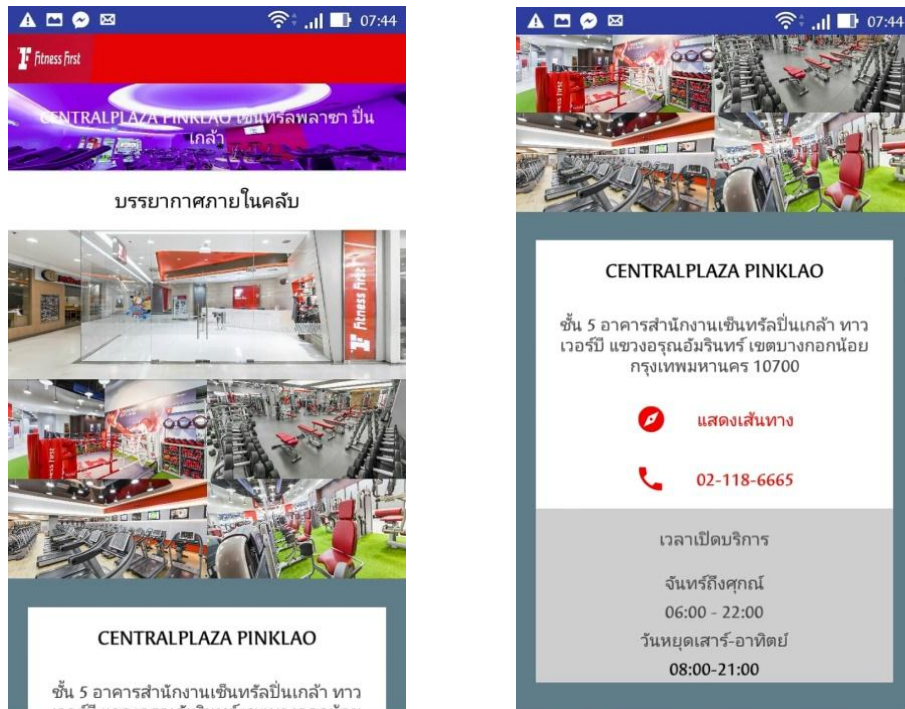 07:44
fitness first
CENTRALPLAZA PINKLAO เซ็นทรัลพลาซา ปิ่น
เกล้า
บรรยากาศภายในคลับ
Fitness First
CENTRALPLAZA PINKLAO
ชั้น 5 อาคารสำนักงานเซ็นทรัลปิ่นเกล้า ทาว
07:44
CENTRALPLAZA PINKLAO
ชั้น 5 อาคารสำนักงานเซ็นทรัลปิ่นเกล้า ทาว
เวอร์บี แขวงอรุณอัมรินทร์ เขตบางกอกน้อย
กรุงเทพมหานคร 10700
แสดงเส้นทาง
02-118-6665
เวลาเปิดบริการ
จันทร์ถึงศุกณ์
06:00 - 22:00
วันหยุดเสาร์-อาทิตย์
08:00-21:00